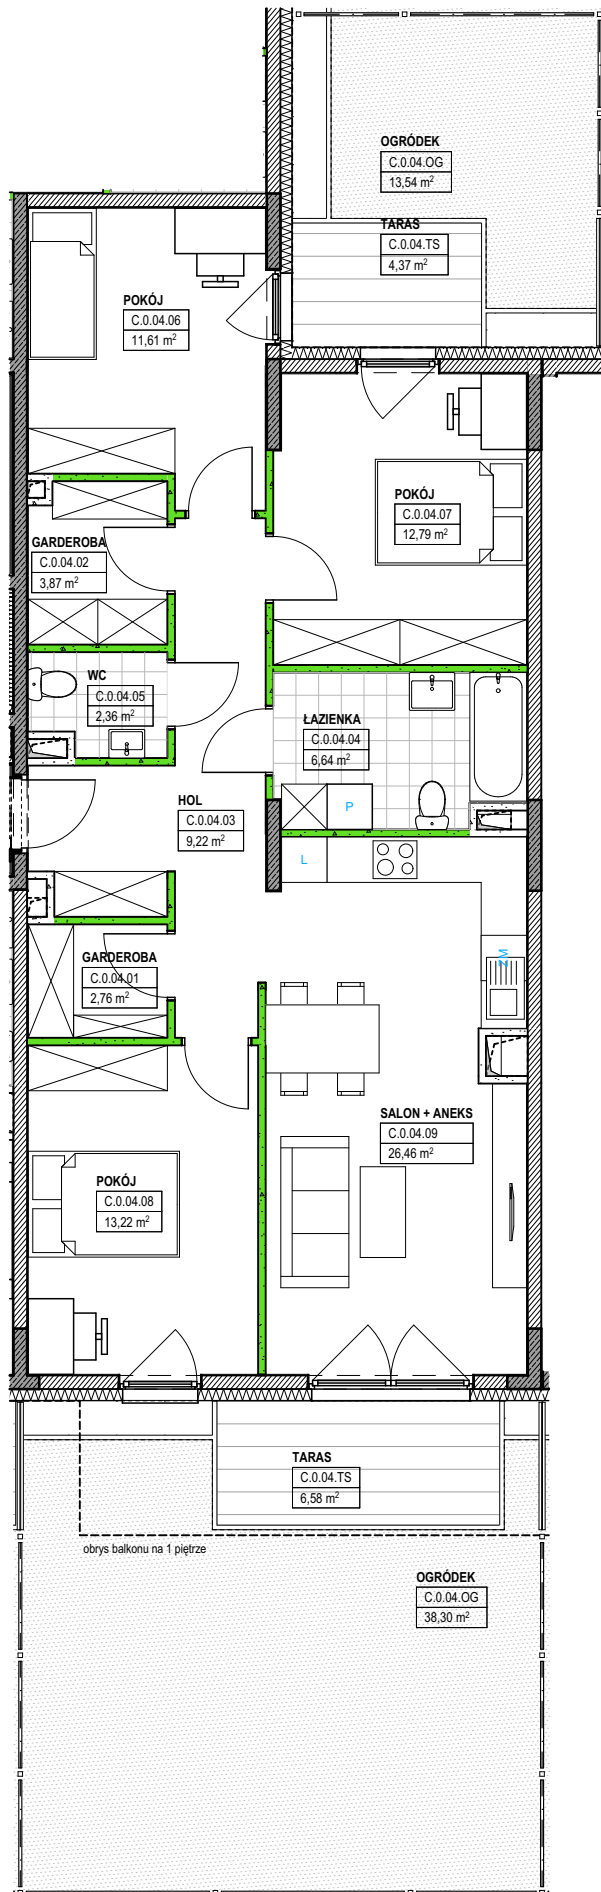 OGRÓDEK
C.0.04.OG
13,54 m²
TARAS
C.0.04.TS
4,37 m²
POKÓJ
C.0.04.06
11,61 m²
POKÓJ
C.0.04.07
12,79 m²
GARDEROBA
C.0.04.02
3,87 m²
WC
C.0.04.05
2,36 m²
ŁAZIENKA
C.0.04.04
6,64 m²
P
HOL
C.0.04.03
9,22 m²
L
GARDEROBA
C.0.04.01
2,76 m²
ZM
SALON + ANEKS
C.0.04.09
26,46 m²
POKÓJ
C.0.04.08
13,22 m²
TARAS
C.0.04.TS
6,58 m²
obrys balkonu na 1 piętrze
OGRÓDEK
C.0.04.OG
38,30 m²